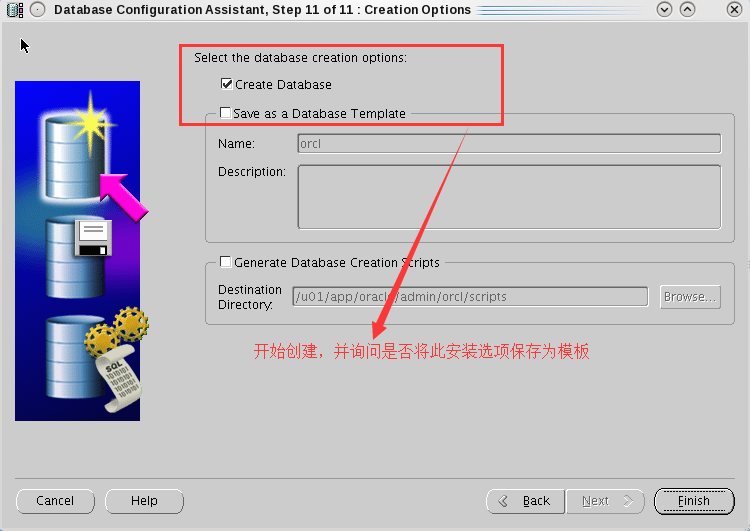 Database Configuration Assistant, Step 11 of 11 : Creation Options
Select the database creation options:
Create Database
Save as a Database Template
Name:
orcl
Description:
Generate Database Creation Scripts
Destination
Directory:
/u01/app/oracle/admin/orcl/scripts
Browse...
开始创建，并询问是否将此安装选项保存为模板
SQL
Cancel
Help
Back
Next
Finish